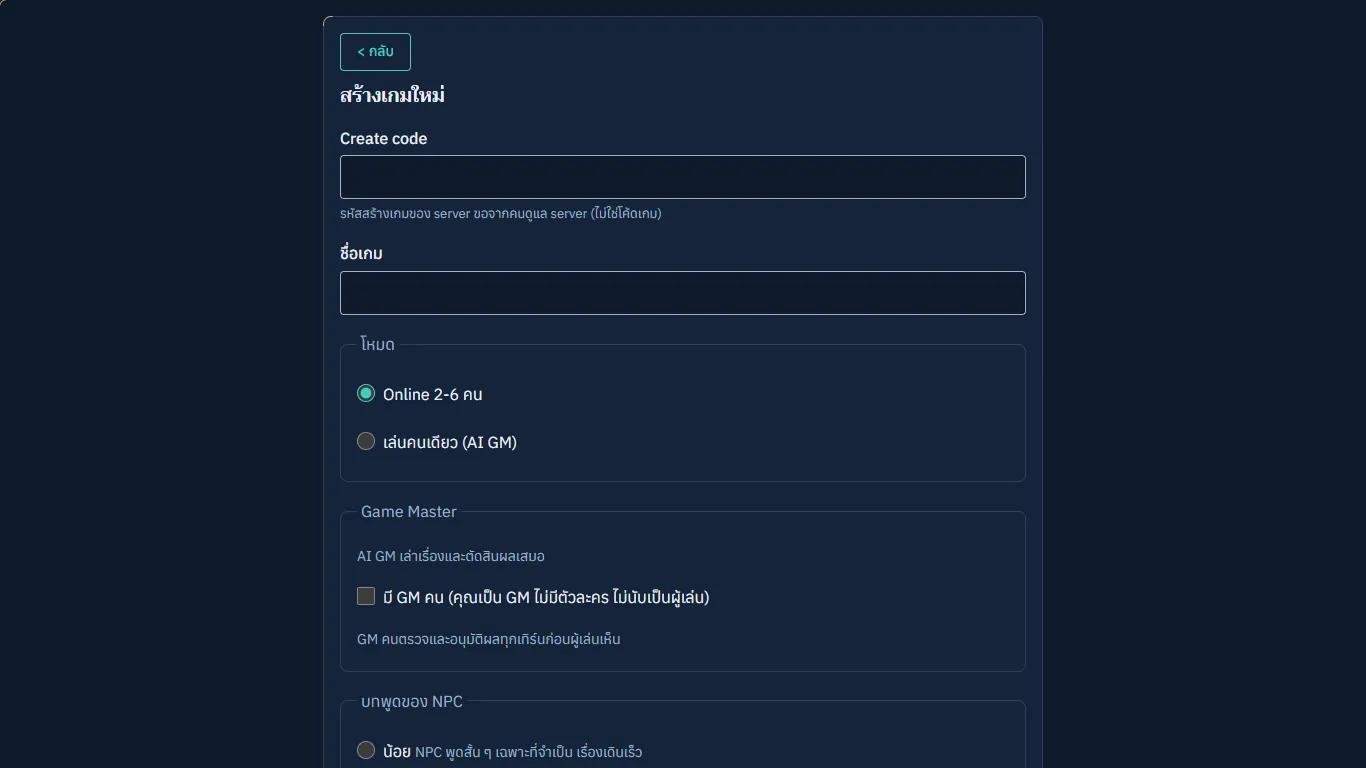 < กลับ
สร้างเกมใหม่
Create code
รหัสสร้างเกมของ server ขอจากคนดูแล server (ไม่ใช่โค้ดเกม)
ชื่อเกม
โหมด
Online 2-6 คน
เล่นคนเดียว (AI GM)
Game Master
AI GM เล่าเรื่องและตัดสินผลเสมอ
มี GM คน (คุณเป็น GM ไม่มีตัวละคร ไม่นับเป็นผู้เล่น)
GM คนตรวจและอนุมัติผลทุกเทิร์นก่อนผู้เล่นเห็น
บทพูดของ NPC
น้อย NPC พูดสั้น ๆ เฉพาะที่จำเป็น เรื่องเดินเร็ว